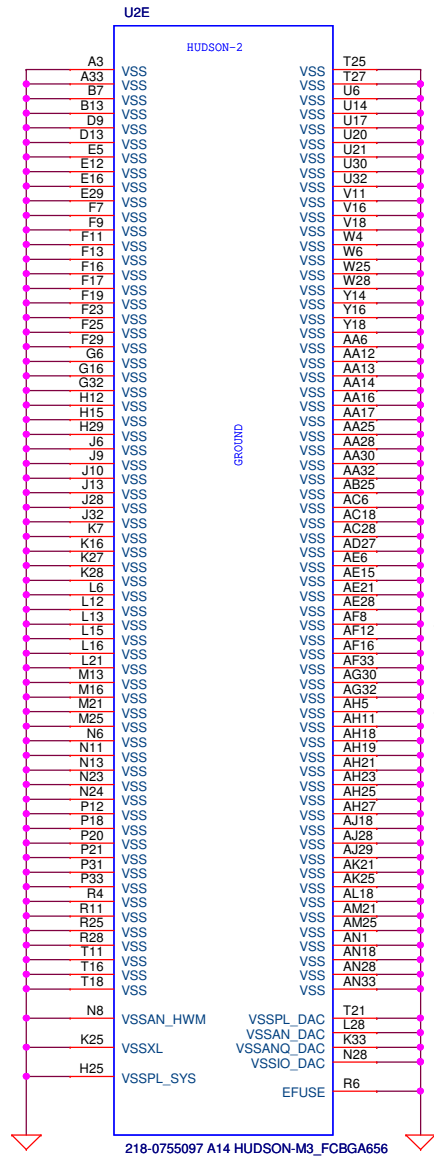 U2E
HUDSON-2
A3 VSS VSS T25
A33 VSS VSS T27
B7 VSS VSS U6
B13 VSS VSS U14
D9 VSS VSS U17
D13 VSS VSS U20
E5 VSS VSS U21
E12 VSS VSS U30
E16 VSS VSS U32
E29 VSS VSS V11
F7 VSS VSS V16
F9 VSS VSS V18
F11 VSS VSS W4
F13 VSS VSS W6
F16 VSS VSS W25
F17 VSS VSS W28
F19 VSS VSS Y14
F23 VSS VSS Y16
F25 VSS VSS Y18
F29 VSS VSS AA6
G6 VSS VSS AA12
G16 VSS VSS AA13
G32 VSS VSS AA14
H12 VSS VSS AA16
H15 VSS VSS AA17
H29 VSS VSS AA25
J6 VSS VSS AA28
J9 VSS VSS AA30
J10 VSS VSS AA32
J13 VSS VSS AB25
J28 VSS VSS AC6
J32 VSS VSS AC18
K7 VSS VSS AC28
K16 VSS VSS AD27
K27 VSS VSS AE6
K28 VSS VSS AE15
L6 VSS VSS AE21
L12 VSS VSS AE28
L13 VSS VSS AF8
L15 VSS VSS AF12
L16 VSS VSS AF16
L21 VSS VSS AF33
M13 VSS VSS AG30
M16 VSS VSS AG32
M21 VSS VSS AH5
M25 VSS VSS AH11
N6 VSS VSS AH18
N11 VSS VSS AH19
N13 VSS VSS AH21
N23 VSS VSS AH23
N24 VSS VSS AH25
P12 VSS VSS AH27
P18 VSS VSS AJ18
P20 VSS VSS AJ28
P21 VSS VSS AJ29
P31 VSS VSS AK21
P33 VSS VSS AK25
R4 VSS VSS AL18
R11 VSS VSS AM21
R25 VSS VSS AM25
R28 VSS VSS AN1
T11 VSS VSS AN18
T16 VSS VSS AN28
T18 VSS VSS AN33
GROUND
N8 VSSAN_HWM VSSPL_DAC T21
VSSAN_DAC L28
K25 VSSXL VSSANQ_DAC K33
VSSIO_DAC N28
H25 VSSPL_SYS
EFUSE R6
218-0755097 A14 HUDSON-M3_FCBGA656